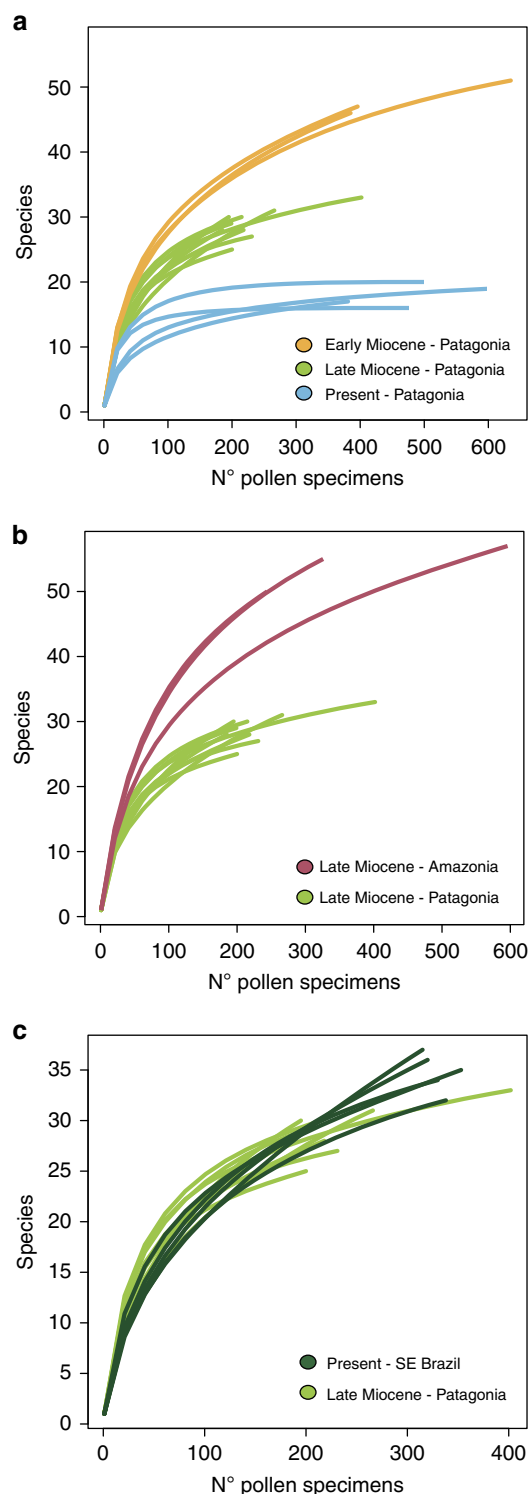 a
50
40
30
20
10
0
Species
Early Miocene - Patagonia
Late Miocene - Patagonia
Present - Patagonia
0 100 200 300 400 500 600
N° pollen specimens
b
50
40
30
20
10
0
Species
Late Miocene - Amazonia
Late Miocene - Patagonia
0 100 200 300 400 500 600
N° pollen specimens
c
35
30
25
20
15
10
5
0
Species
Present - SE Brazil
Late Miocene - Patagonia
0 100 200 300 400
N° pollen specimens